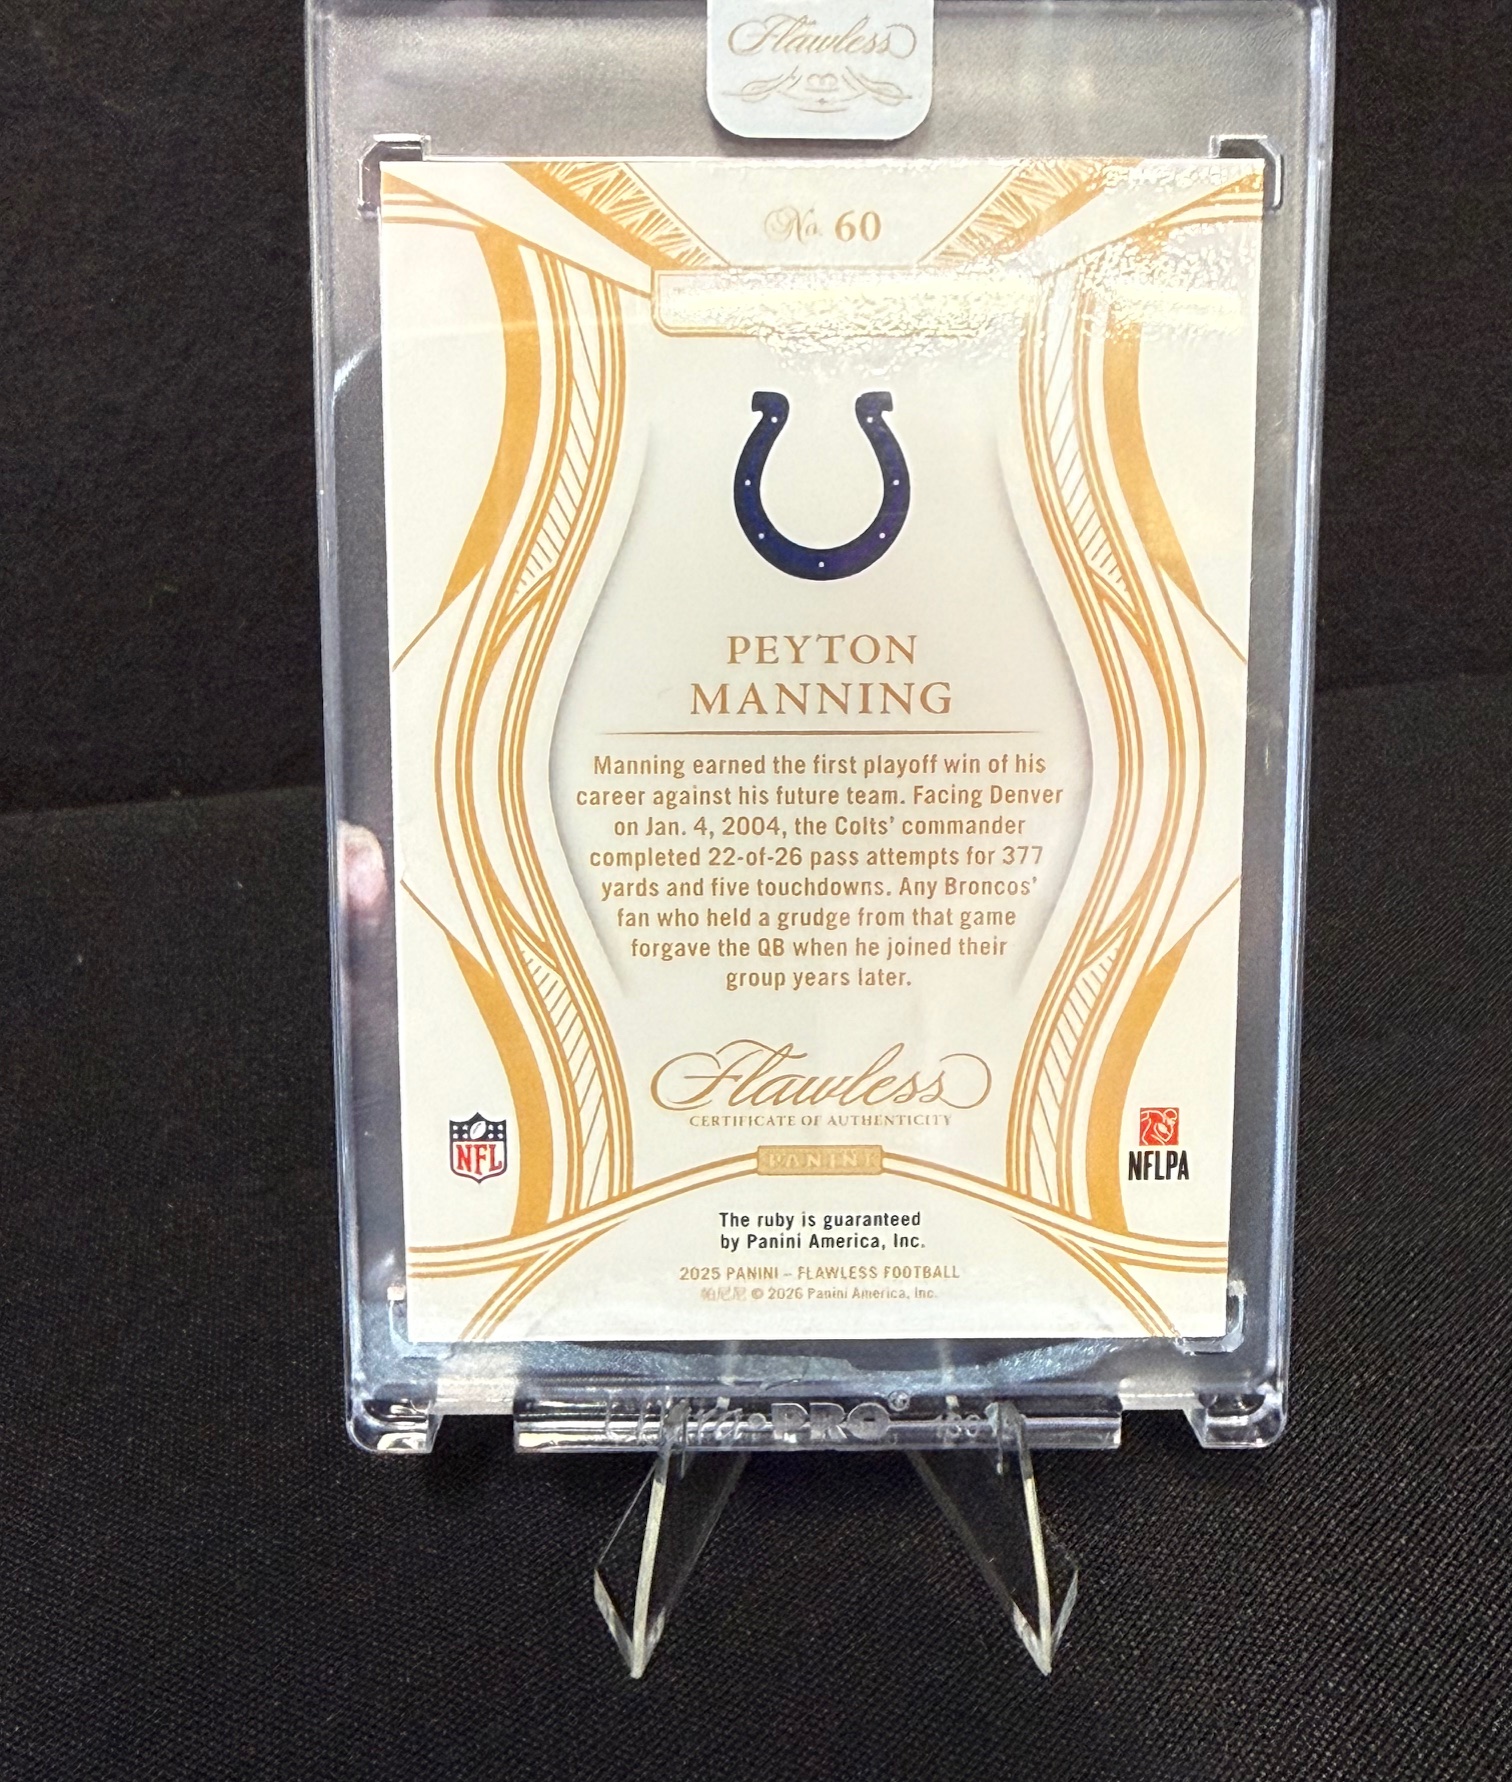 Flawless
No. 60
PEYTON
MANNING
Manning earned the first playoff win of his
career against his future team. Facing Denver
on Jan. 4, 2004, the Colts' commander
completed 22-of-26 pass attempts for 377
yards and five touchdowns. Any Broncos'
fan who held a grudge from that game
forgave the QB when he joined their
group years later.
Flawless
CERTIFICATE OF AUTHENTICITY
PANINI
NFL
NFLPA
The ruby is guaranteed
by Panini America, Inc.
2025 PANINI – FLAWLESS FOOTBALL
帕尼尼 © 2026 Panini America, Inc.
Ultra PRO®